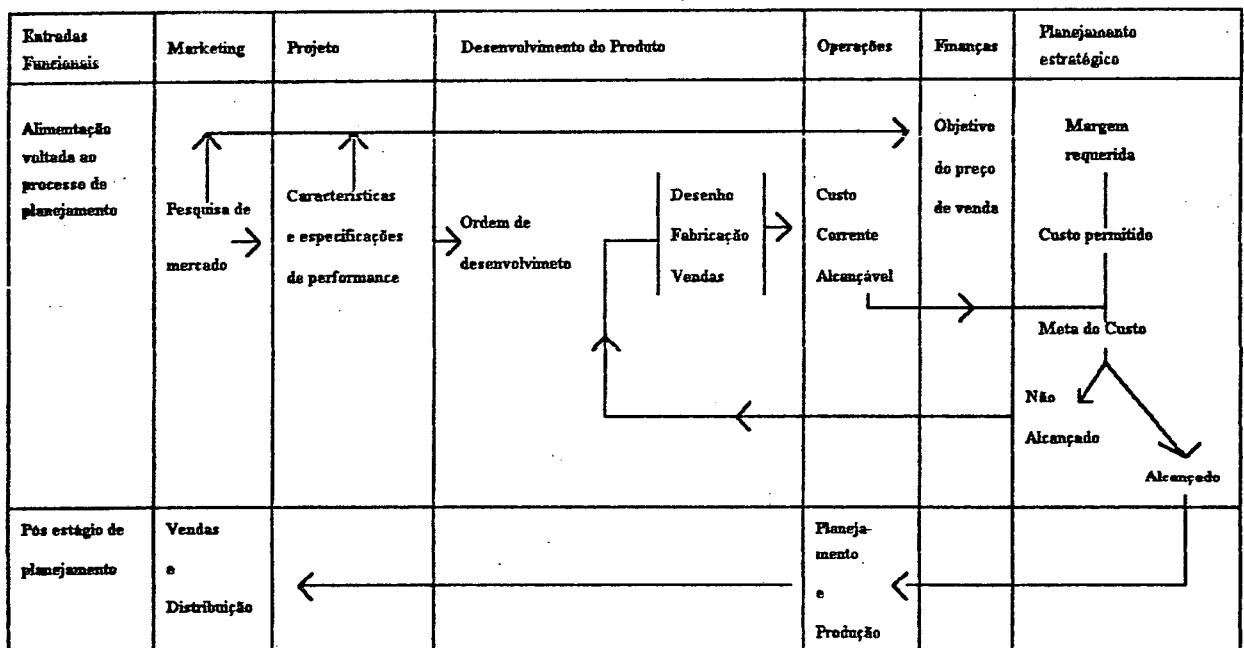 Entradas
Funcionais
Marketing
Projeto
Desenvolvimento do Produto
Operações
Finanças
Planejamento
estratégico
Alimentação
voltada ao
processo de
planejamento
Pesquisa de
mercado
Características
e especificações
de performance
Ordem de
desenvolvimeto
Desenho
Fabricação
Vendas
Custo
Corrente
Alcançável
Objetivo
do preço
de venda
Margem
requerida
Custo permitido
Meta do Custo
Não
Alcançado
Alcançado
Pós estágio de
planejamento
Vendas
e
Distribuição
Planeja-
mento
e
Produção